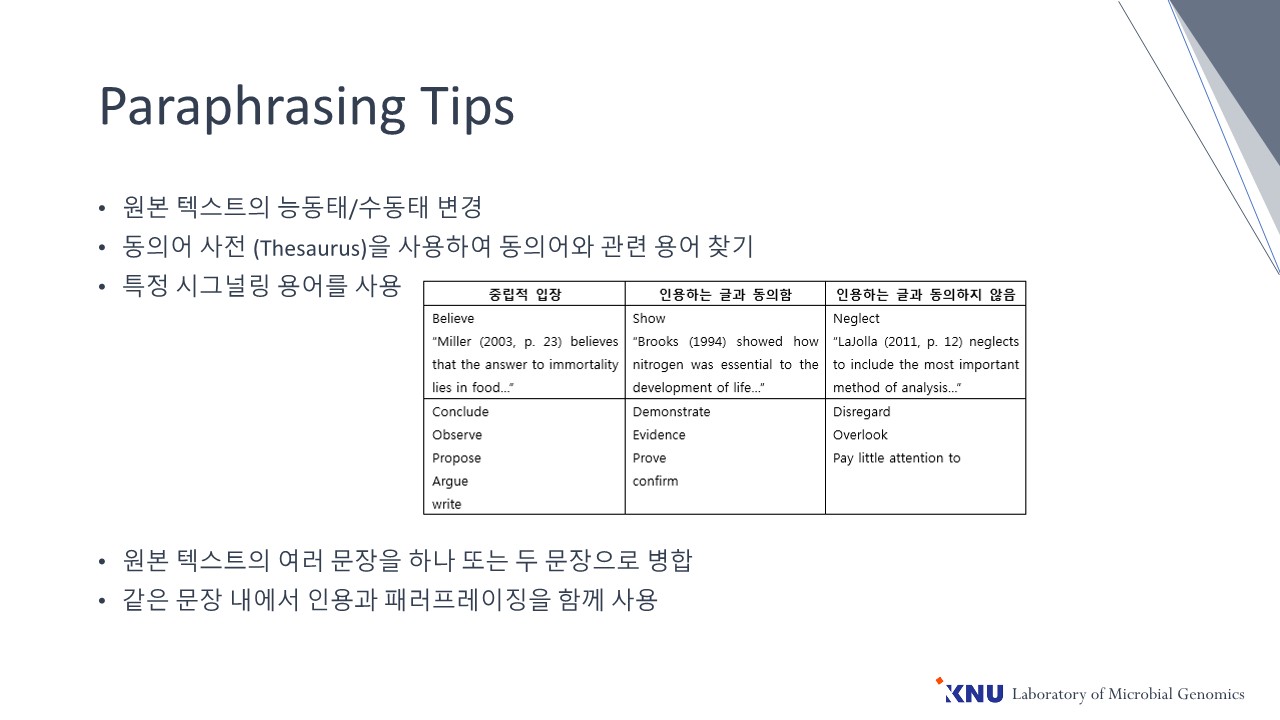 Paraphrasing Tips
• 원본 텍스트의 능동태/수동태 변경
• 동의어 사전 (Thesaurus)을 사용하여 동의어와 관련 용어 찾기
• 특정 시그널링 용어를 사용
중립적 입장
Believe
“Miller (2003, p. 23) believes
that the answer to immortality
lies in food…”
Conclude
Observe
Propose
Argue
write
인용하는 글과 동의함
Show
“Brooks (1994) showed how
nitrogen was essential to the
development of life…”
Demonstrate
Evidence
Prove
confirm
인용하는 글과 동의하지 않음
Neglect
“LaJolla (2011, p. 12) neglects
to include the most important
method of analysis…”
Disregard
Overlook
Pay little attention to
• 원본 텍스트의 여러 문장을 하나 또는 두 문장으로 병합
• 같은 문장 내에서 인용과 패러프레이징을 함께 사용
KNU Laboratory of Microbial Genomics